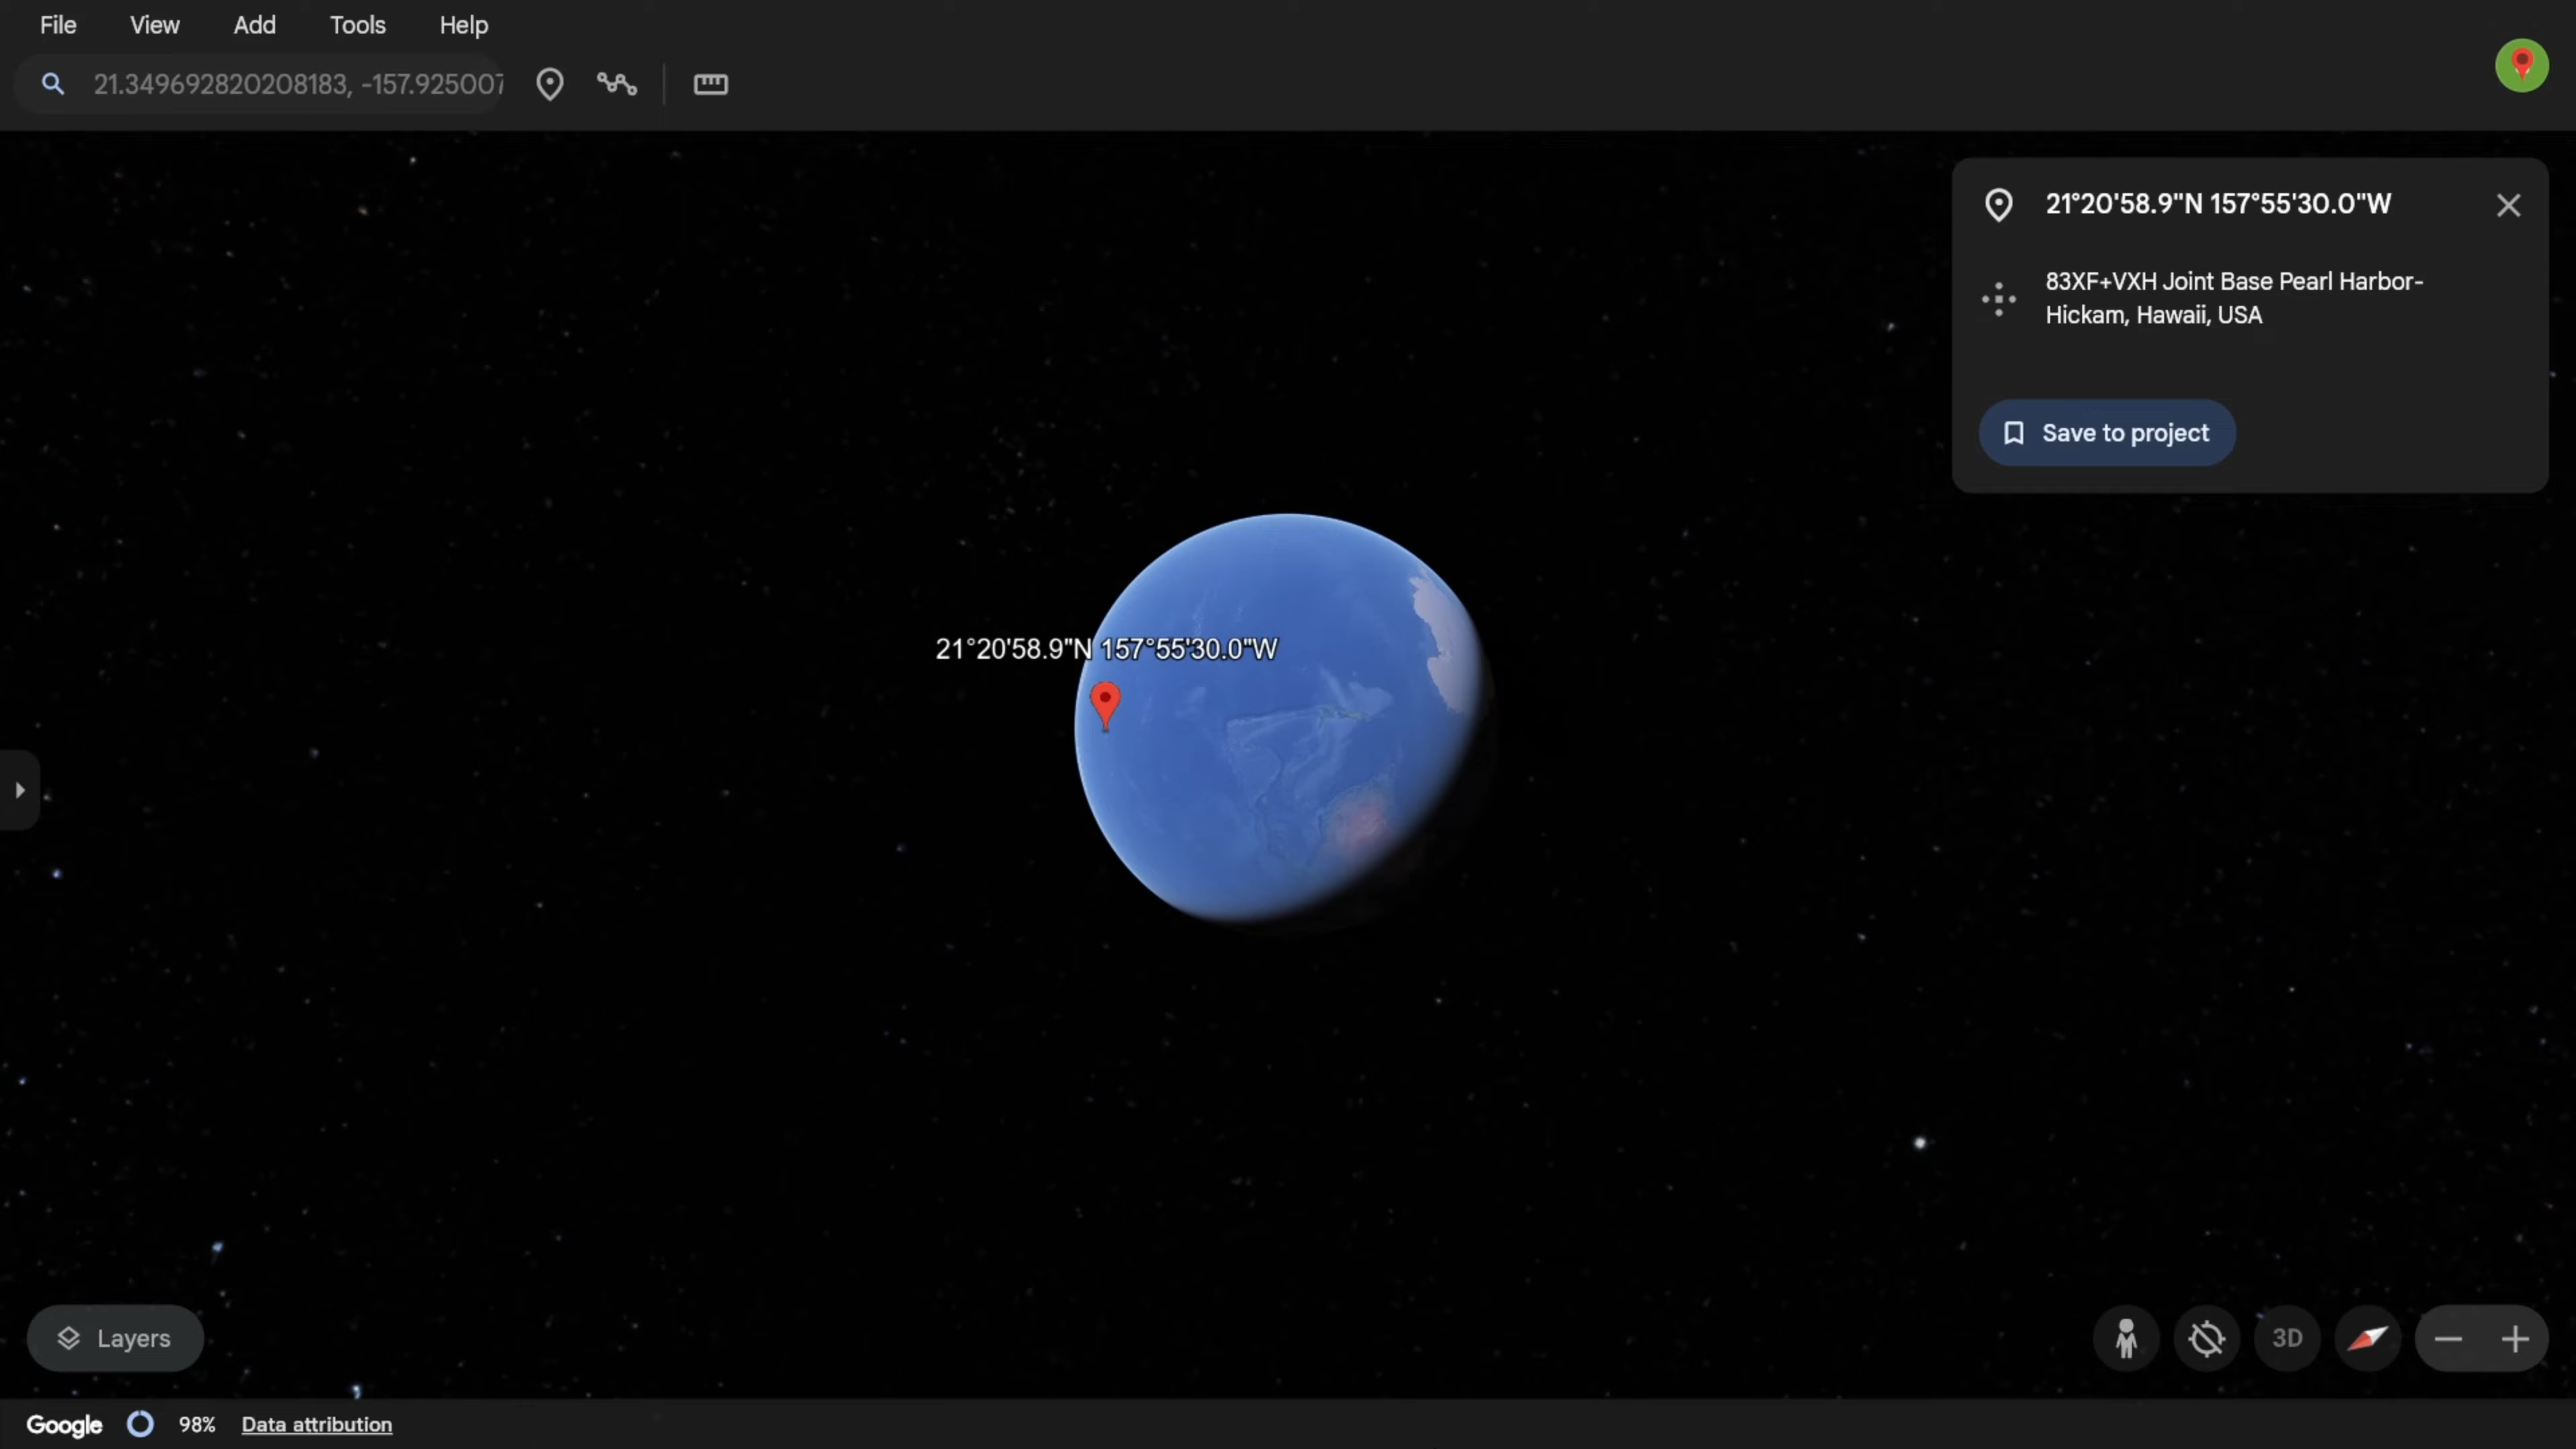 File View Add Tools Help
21.349692820208183, -157.925007
21°20'58.9"N 157°55'30.0"W
83XF+VXH Joint Base Pearl Harbor-
Hickam, Hawaii, USA
Save to project
21°20'58.9"N 157°55'30.0"W
Layers
3D
Google 98% Data attribution